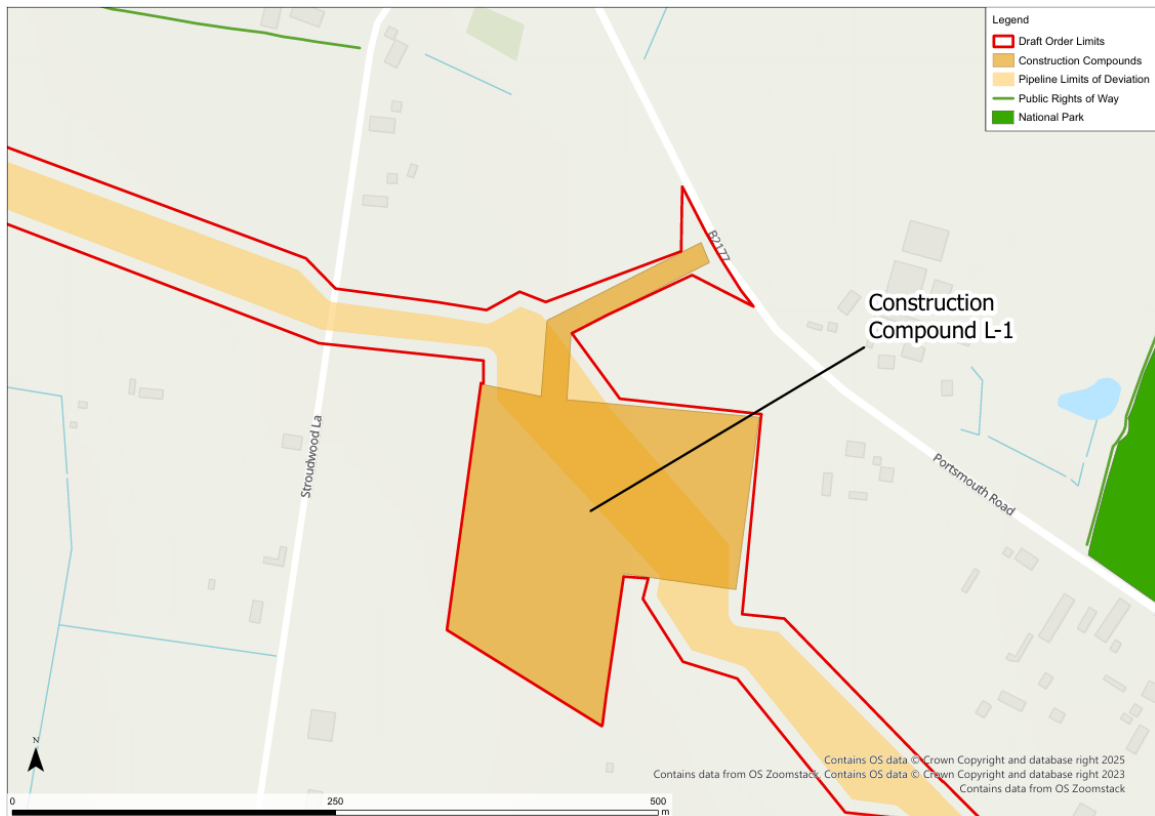 Legend
Draft Order Limits
Construction Compounds
Pipeline Limits of Deviation
Public Rights of Way
National Park
B2177
Construction
Compound L-1
Stroudwood La
Portsmouth Road
N
Contains OS data © Crown Copyright and database right 2025
Contains data from OS Zoomstack, Contains OS data © Crown Copyright and database right 2023
Contains data from OS Zoomstack
0 250 500
m